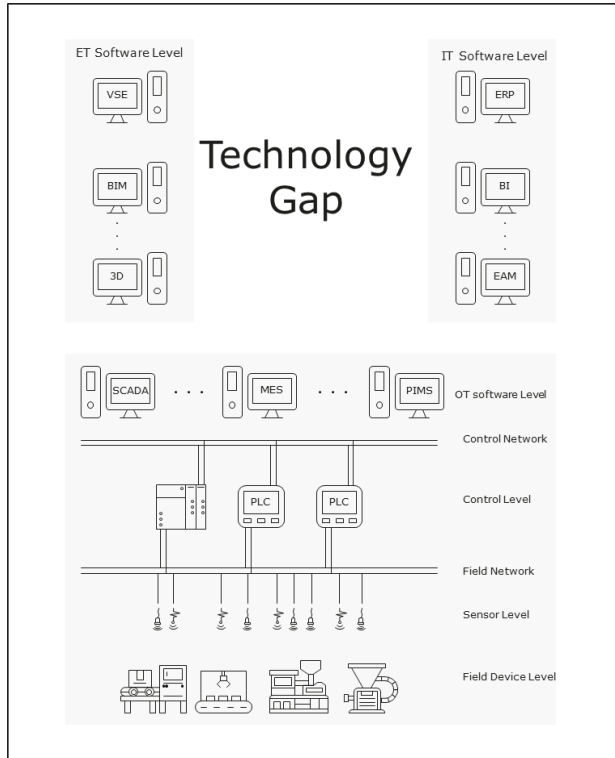 ET Software Level
IT Software Level
VSE
ERP
Technology
Gap
BIM
BI
. . .
. . .
3D
EAM
SCADA
. . .
MES
. . .
PIMS
OT software Level
Control Network
PLC
PLC
Control Level
Field Network
Sensor Level
Field Device Level